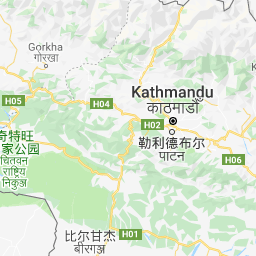 Gorkha
गोरखा
H05
H04
Kathmandu
काठमाडौँ
H02
奇特旺
家公园
चितवन
राष्ट्रिय
निकुञ्ज
勒利德布尔
पाटन
H06
比尔甘杰
बीरगञ्ज
H01